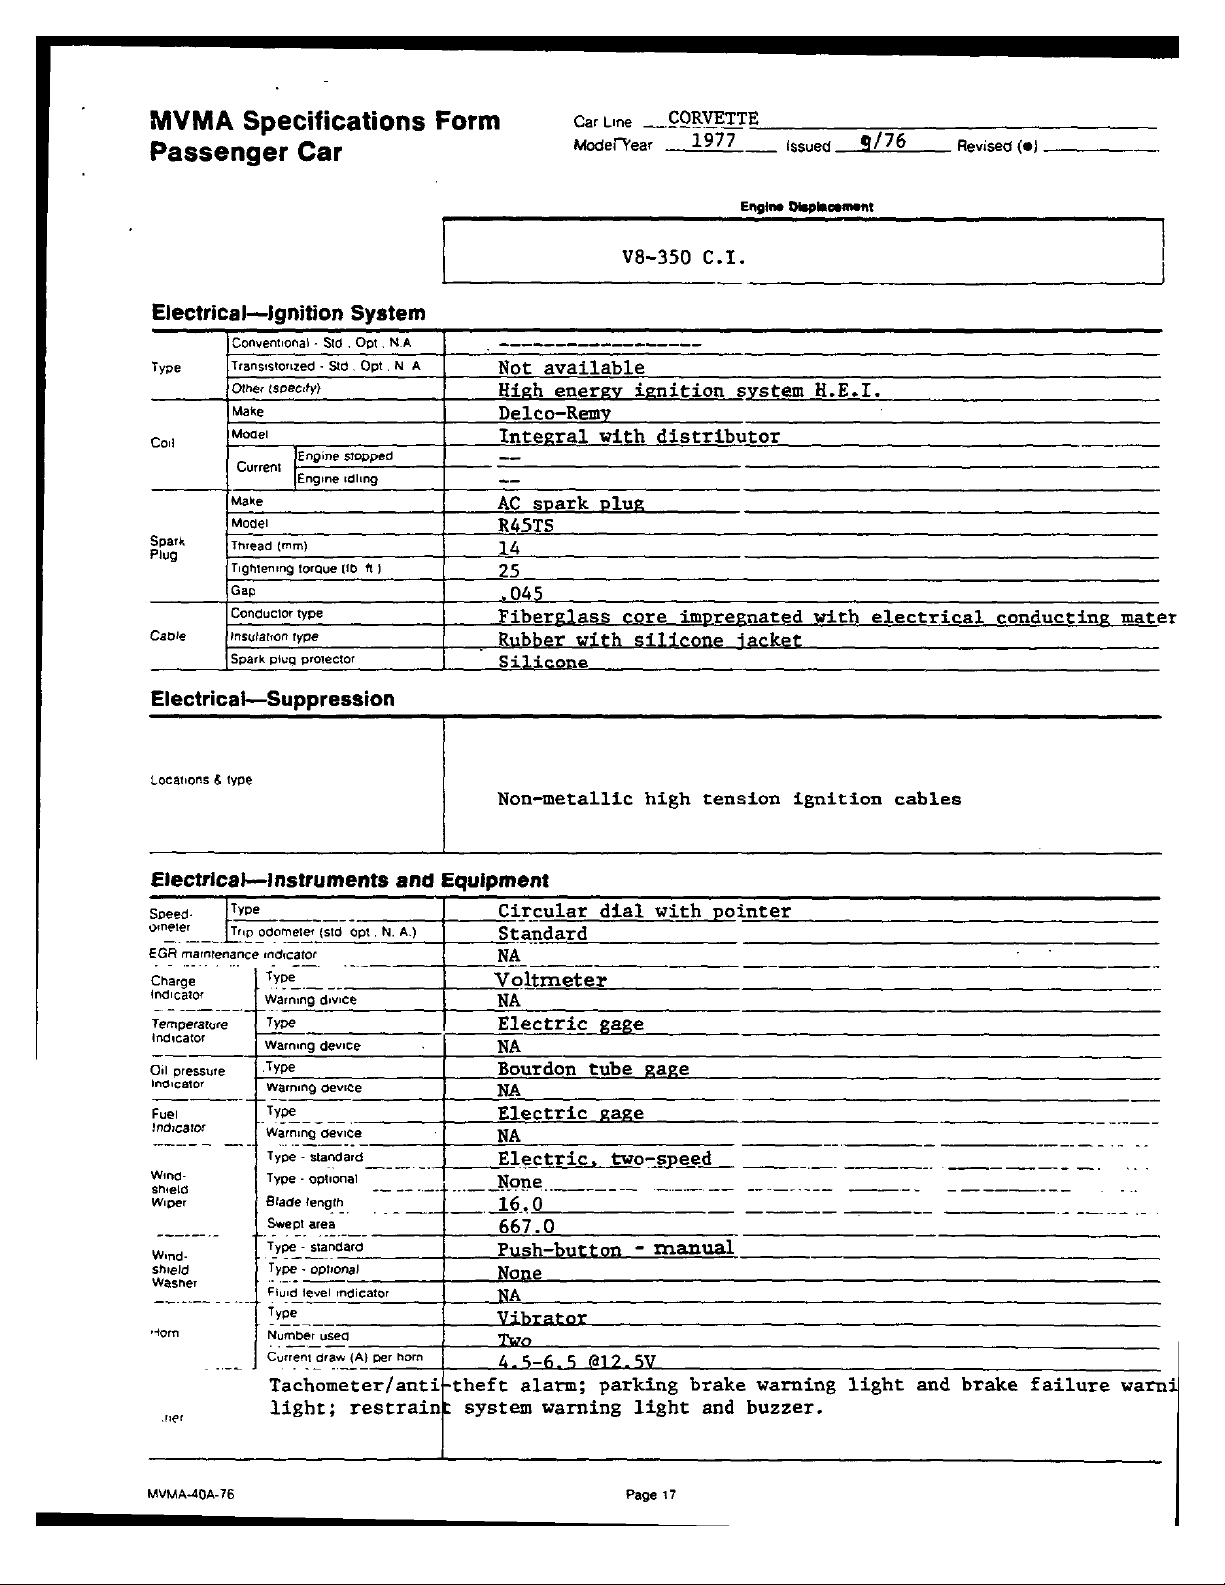 MVMA Specifications Form
Passenger Car
Car Line CORVETTE
Model Year 1977 Issued 9/76 Revised (●)
Engine Displacement
V8-350 C.I.
Electrical—Ignition System
Type
Conventional - Std., Opt., N.A. -------------------
Transistorized - Std., Opt., N.A. Not available
Other (specify) High energy ignition system H.E.I.
Coil
Make Delco-Remy
Model Integral with distributor
Current
Engine stopped --
Engine idling --
Spark Plug
Make AC spark plug
Model R45TS
Thread (mm) 14
Tightening torque (lb. ft.) 25
Gap .045
Cable
Conductor type Fiberglass core impregnated with electrical conducting mater
Insulation type Rubber with silicone jacket
Spark plug protector Silicone
Electrical—Suppression
Locations & type
Non-metallic high tension ignition cables
Electrical—Instruments and Equipment
Speed-
ometer
Type Circular dial with pointer
Trip odometer (std. opt., N. A.) Standard
EGR maintenance indicator NA
Charge Indicator
Type Voltmeter
Warning divice NA
Temperature Indicator
Type Electric gage
Warning device NA
Oil pressure Indicator
Type Bourdon tube gage
Warning device NA
Fuel Indicator
Type Electric gage
Warning device NA
Wind-
shield
Wiper
Type - standard Electric, two-speed
Type - optional None
Blade length 16.0
Swept area 667.0
Wind-
shield
Washer
Type - standard Push-button - manual
Type - optional None
Fluid level indicator NA
Horn
Type Vibrator
Number used Two
Current draw (A) per horn 4.5-6.5 @12.5V
Tachometer/anti-theft alarm; parking brake warning light and brake failure warni
light; restraint system warning light and buzzer.
MVMA-40A-76
Page 17